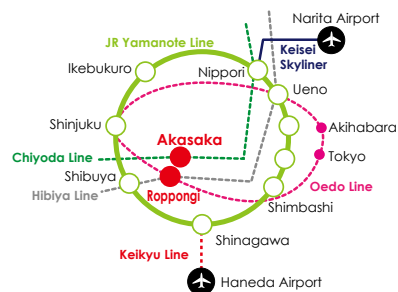 Narita Airport
JR Yamanote Line
Keisei
Skyliner
Ikebukuro
Nippori
Ueno
Shinjuku
Akihabara
Akasaka
Chiyoda Line
Tokyo
Shibuya
Roppongi
Oedo Line
Hibiya Line
Shimbashi
Shinagawa
Keikyu Line
Haneda Airport